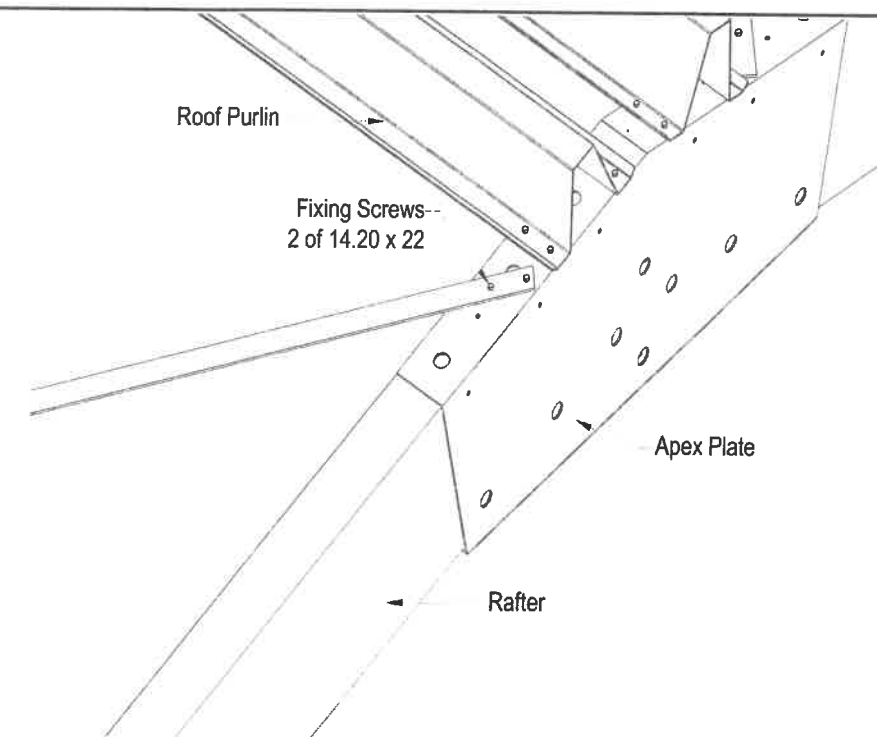 Roof Purlin
Fixing Screws
2 of 14.20 x 22
Apex Plate
Rafter